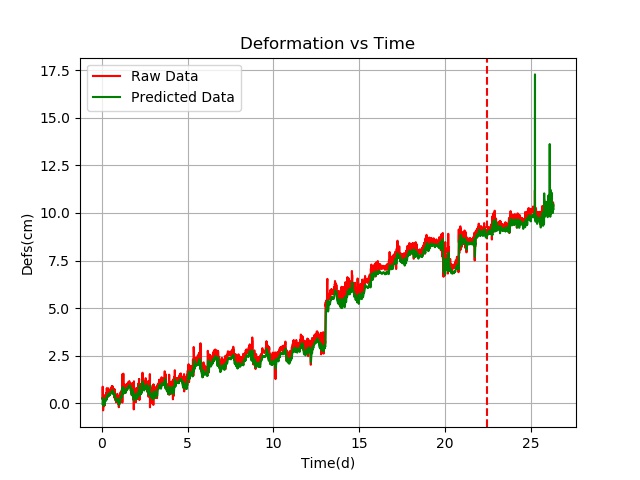 Deformation vs Time
Raw Data
Predicted Data
17.5
15.0
12.5
10.0
7.5
5.0
2.5
0.0
Defs(cm)
0 5 10 15 20 25
Time(d)